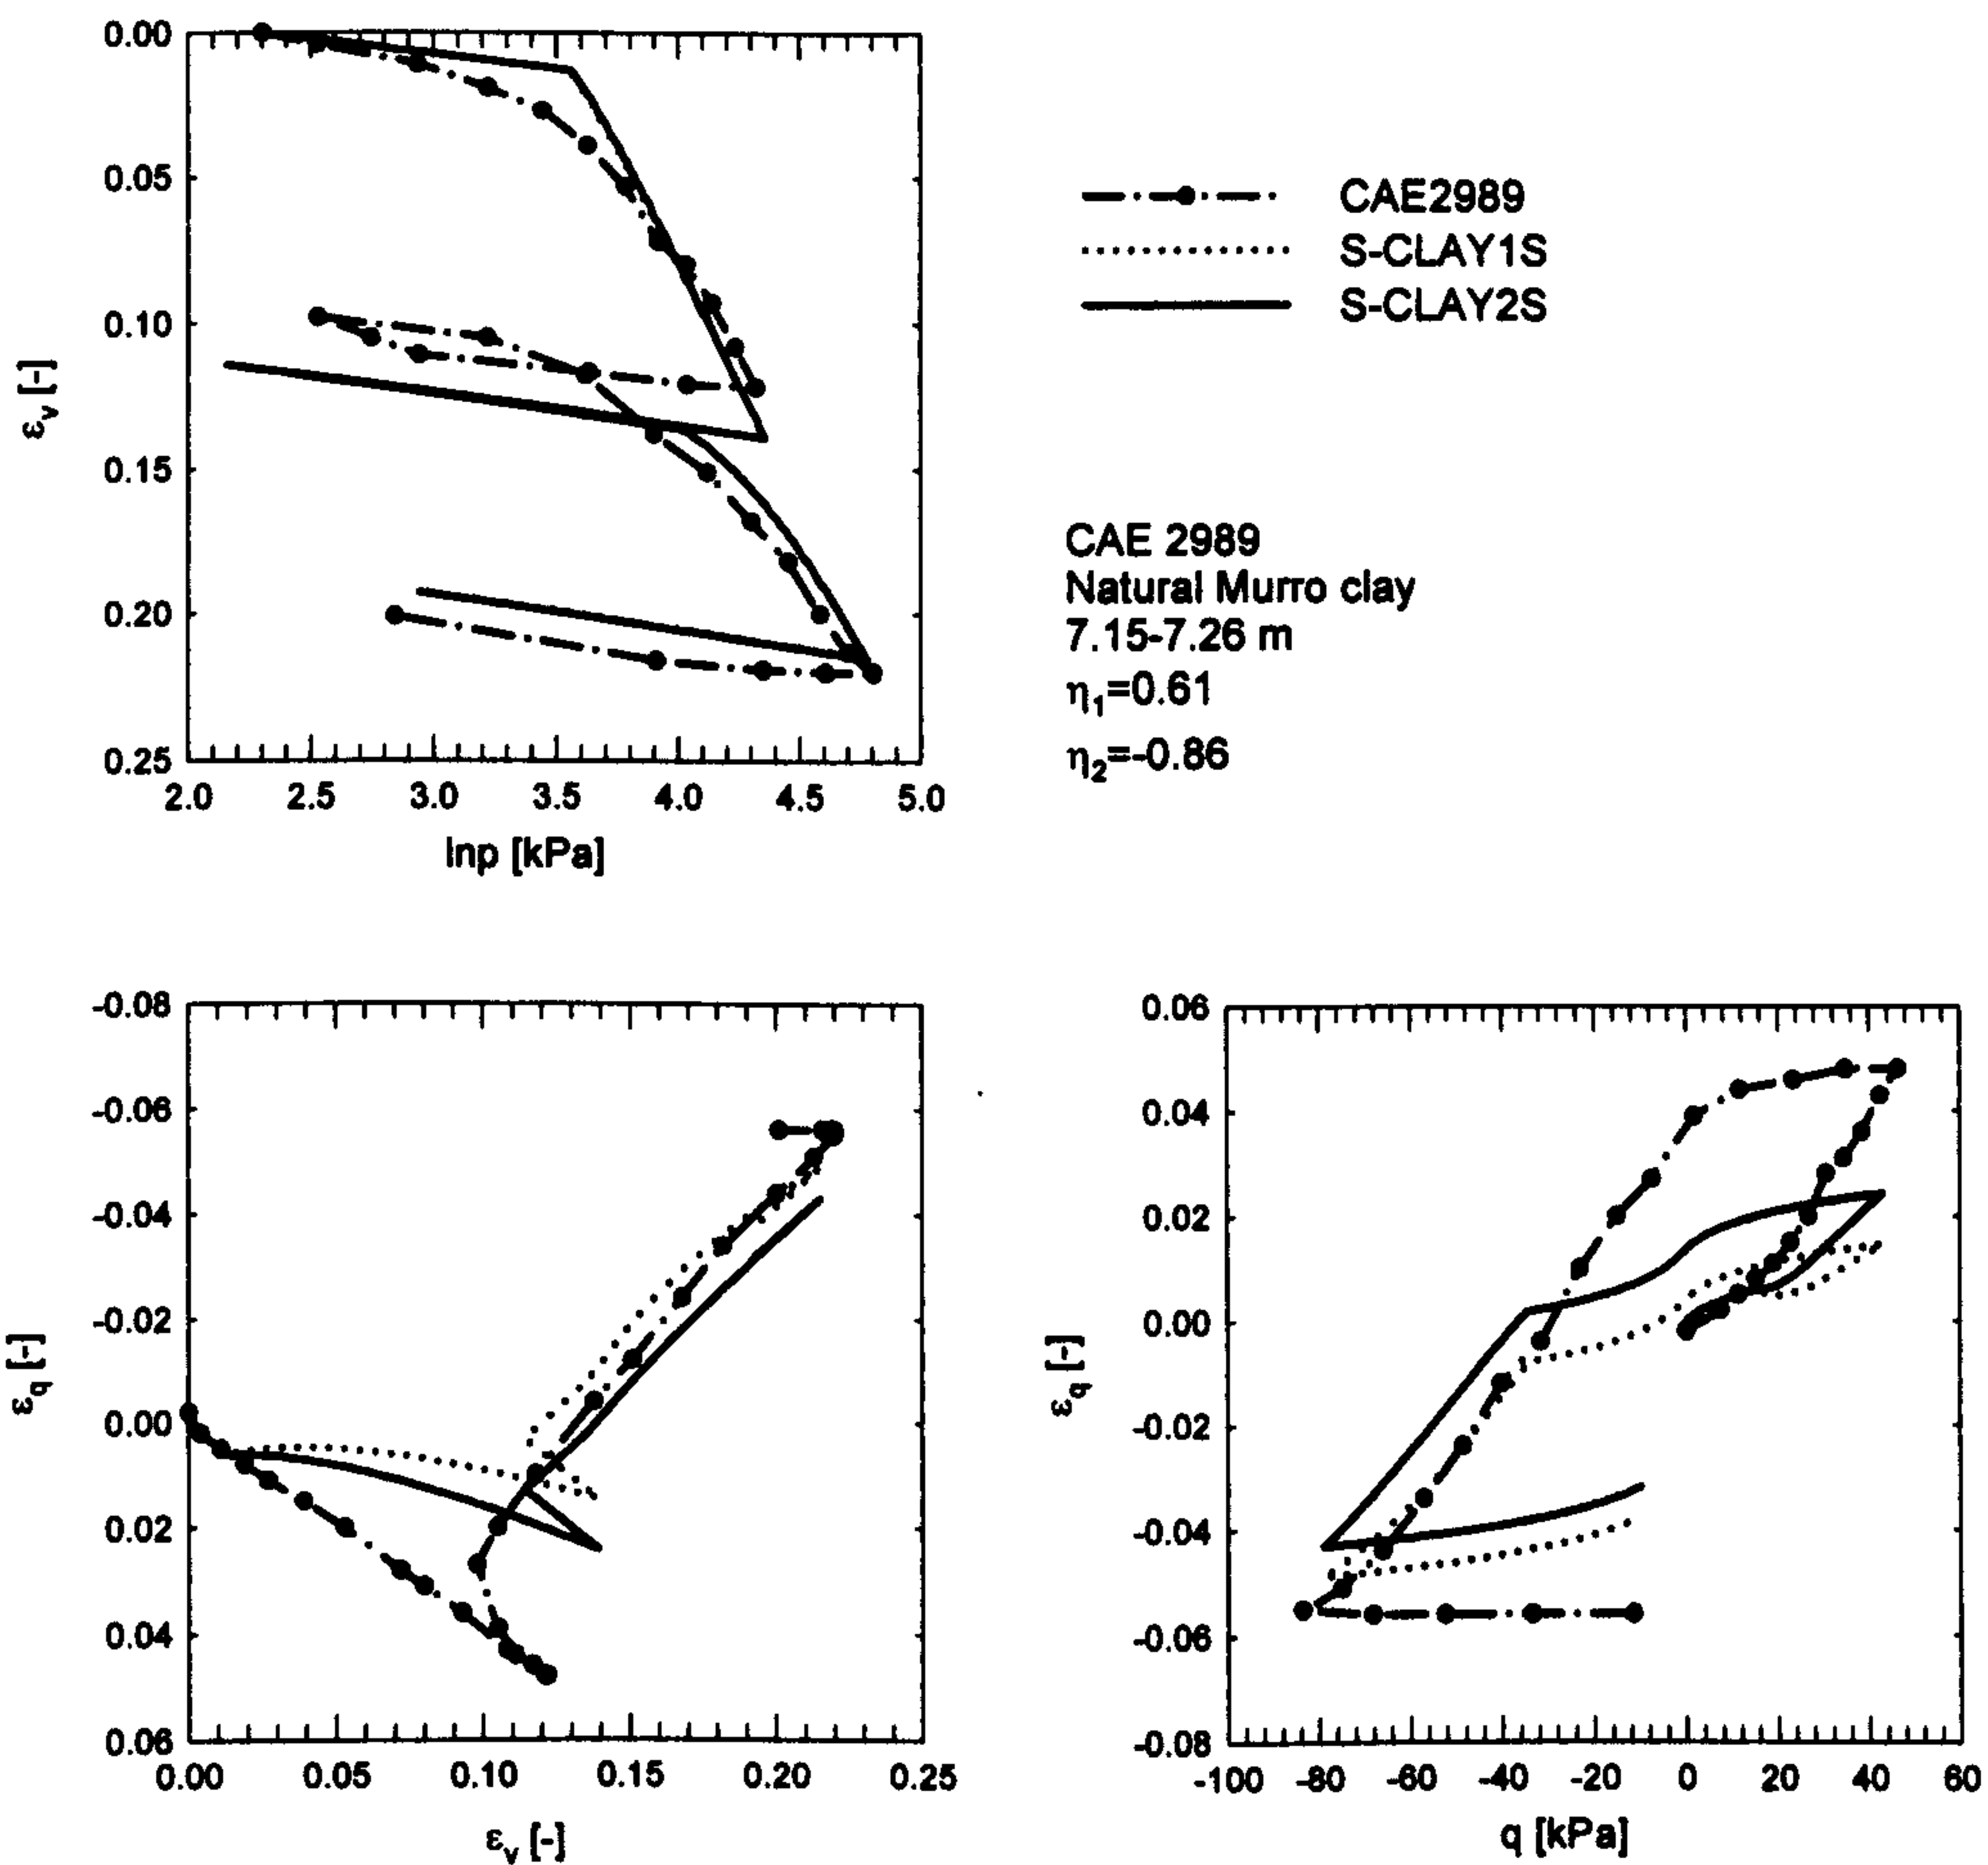 0.00
0.05
0.10
0.15
0.20
0.25
εv [-]
2.0 2.5 3.0 3.5 4.0 4.5 5.0
lnp [kPa]
CAE2989
S-CLAY1S
S-CLAY2S
CAE 2989
Natural Murro clay
7.15-7.26 m
η1=0.61
η2=-0.86
-0.08
-0.06
-0.04
-0.02
0.00
0.02
0.04
0.06
εq [-]
0.00 0.05 0.10 0.15 0.20 0.25
εv [-]
0.06
0.04
0.02
0.00
-0.02
-0.04
-0.06
-0.08
εq [-]
-100 -80 -60 -40 -20 0 20 40 60
q [kPa]